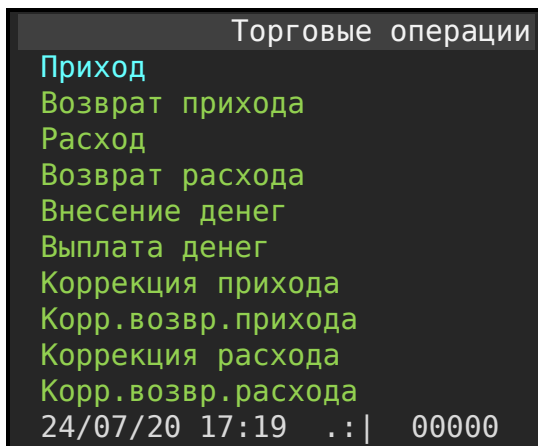 Торговые операции
Приход
Возврат прихода
Расход
Возврат расхода
Внесение денег
Выплата денег
Коррекция прихода
Корр.возвр.прихода
Коррекция расхода
Корр.возвр.расхода
24/07/20 17:19 .:| 00000